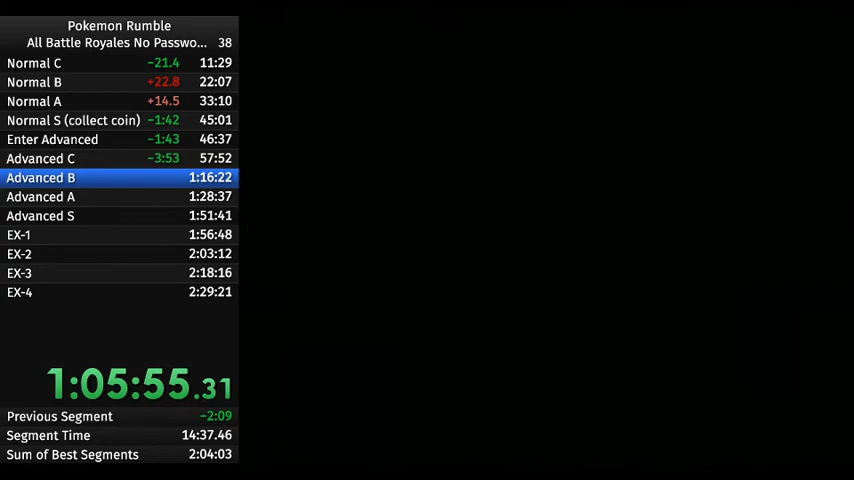 Pokemon Rumble
All Battle Royales No Passwo... 38
Normal C -21.4 11:29
Normal B +22.8 22:07
Normal A +14.5 33:10
Normal S (collect coin) -1:42 45:01
Enter Advanced -1:43 46:37
Advanced C -3:53 57:52
Advanced B 1:16:22
Advanced A 1:28:37
Advanced S 1:51:41
EX-1 1:56:48
EX-2 2:03:12
EX-3 2:18:16
EX-4 2:29:21
1:05:55.31
Previous Segment -2:09
Segment Time 14:37.46
Sum of Best Segments 2:04:03